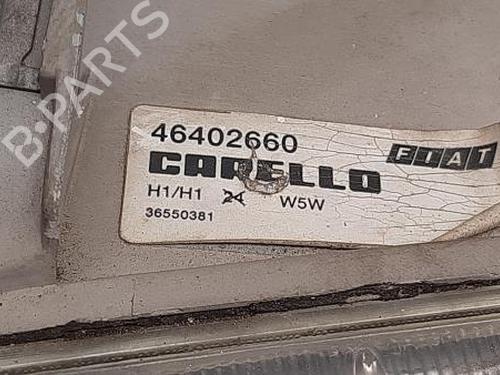 B-PARTS
46402660
CARELLO
FIAT
H1/H1 24 W5W
36550381